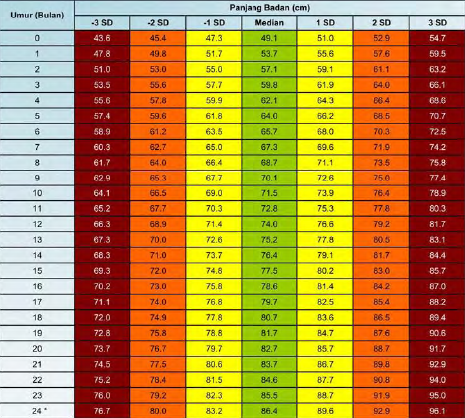 Umur (Bulan) Panjang Badan (cm)
-3 SD -2 SD -1 SD Median 1 SD 2 SD 3 SD
0 43.6 45.4 47.3 49.1 51.0 52.9 54.7
1 47.8 49.8 51.7 53.7 55.6 57.6 59.5
2 51.0 53.0 55.0 57.1 59.1 61.1 63.2
3 53.5 55.6 57.7 59.8 61.9 64.0 66.1
4 55.6 57.8 59.9 62.1 64.3 66.4 68.6
5 57.4 59.6 61.8 64.0 66.2 68.5 70.7
6 58.9 61.2 63.5 65.7 68.0 70.3 72.5
7 60.3 62.7 65.0 67.3 69.6 71.9 74.2
8 61.7 64.0 66.4 68.7 71.1 73.5 75.8
9 62.9 65.3 67.7 70.1 72.6 75.0 77.4
10 64.1 66.5 69.0 71.5 73.9 76.4 78.9
11 65.2 67.7 70.3 72.8 75.3 77.8 80.3
12 66.3 68.9 71.4 74.0 76.6 79.2 81.7
13 67.3 70.0 72.6 75.2 77.8 80.5 83.1
14 68.3 71.0 73.7 76.4 79.1 81.7 84.4
15 69.3 72.0 74.8 77.5 80.2 83.0 85.7
16 70.2 73.0 75.8 78.6 81.4 84.2 87.0
17 71.1 74.0 76.8 79.7 82.5 85.4 88.2
18 72.0 74.9 77.8 80.7 83.6 86.5 89.4
19 72.8 75.8 78.8 81.7 84.7 87.6 90.6
20 73.7 76.7 79.7 82.7 85.7 88.7 91.7
21 74.5 77.5 80.6 83.7 86.7 89.8 92.9
22 75.2 78.4 81.5 84.6 87.7 90.8 94.0
23 76.0 79.2 82.3 85.5 88.7 91.9 95.0
24 * 76.7 80.0 83.2 86.4 89.6 92.9 96.1